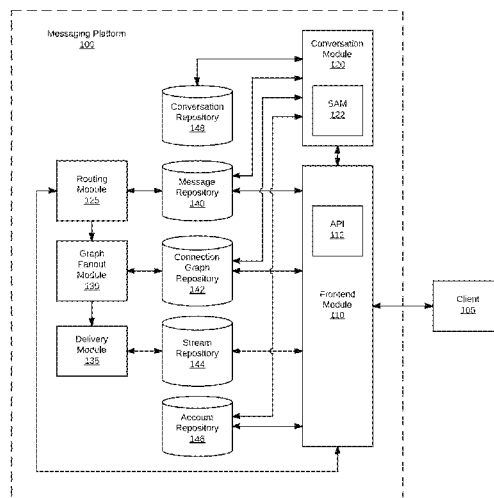 Messaging Platform
100
Conversation
Module
120
SAM
122
Conversation
Repository
Routing
Module
125
Message
Repository
140
API
112
Graph
Fanout
Module
130
Connection
Graph
Repository
142
Frontend
Module
110
Client
105
Delivery
Module
135
Stream
Repository
144
Account
Repository
146